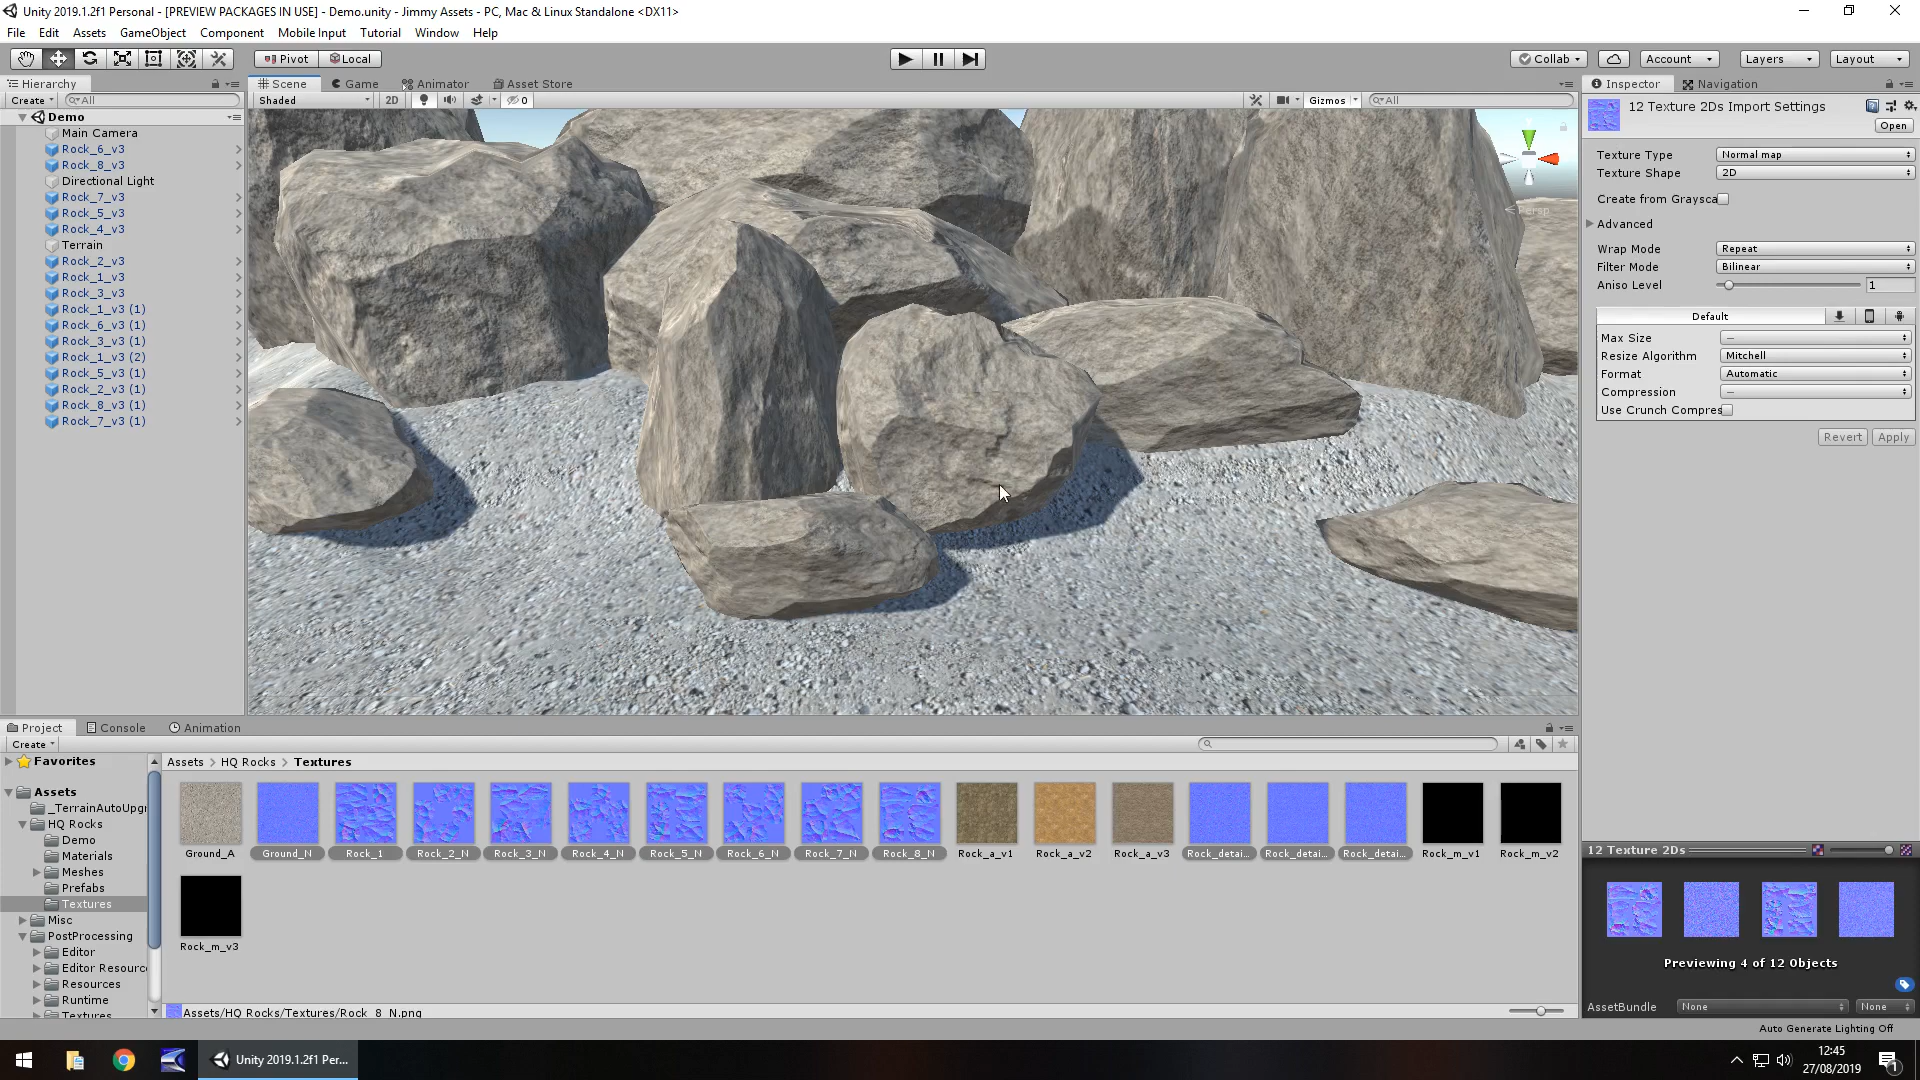 Unity 2019.1.2f1 Personal - [PREVIEW PACKAGES IN USE] - Demo.unity - Jimmy Assets - PC, Mac & Linux Standalone <DX11>
File Edit Assets GameObject Component Mobile Input Tutorial Window Help
Pivot Local Collab Account Layers Layout
Hierarchy Scene Game Animator Asset Store Inspector Navigation
Create All Shaded 2D 0 Gizmos All
Demo
Main Camera
Rock_6_v3
Rock_8_v3
Directional Light
Rock_7_v3
Rock_5_v3
Rock_4_v3
Terrain
Rock_2_v3
Rock_1_v3
Rock_3_v3
Rock_1_v3 (1)
Rock_6_v3 (1)
Rock_3_v3 (1)
Rock_1_v3 (2)
Rock_5_v3 (1)
Rock_2_v3 (1)
Rock_8_v3 (1)
Rock_7_v3 (1)
Persp
12 Texture 2Ds Import Settings
Open
Texture Type Normal map
Texture Shape 2D
Create from Graysca
Advanced
Wrap Mode Repeat
Filter Mode Bilinear
Aniso Level 1
Default
Max Size —
Resize Algorithm Mitchell
Format Automatic
Compression —
Use Crunch Compres
Revert Apply
Project Console Animation
Create
Favorites
Assets
_TerrainAutoUpgr
HQ Rocks
Demo
Materials
Meshes
Prefabs
Textures
Misc
PostProcessing
Editor
Editor Resourc
Resources
Runtime
Textures
Assets > HQ Rocks > Textures
Ground_A Ground_N Rock_1 Rock_2_N Rock_3_N Rock_4_N Rock_5_N Rock_6_N Rock_7_N Rock_8_N Rock_a_v1 Rock_a_v2 Rock_a_v3 Rock_detai... Rock_detai... Rock_detai... Rock_m_v1 Rock_m_v2
Rock_m_v3
Assets/HQ Rocks/Textures/Rock_8_N.png
12 Texture 2Ds
Previewing 4 of 12 Objects
AssetBundle None None
Auto Generate Lighting Off
Unity 2019.1.2f1 Per...
12:45
27/08/2019
1